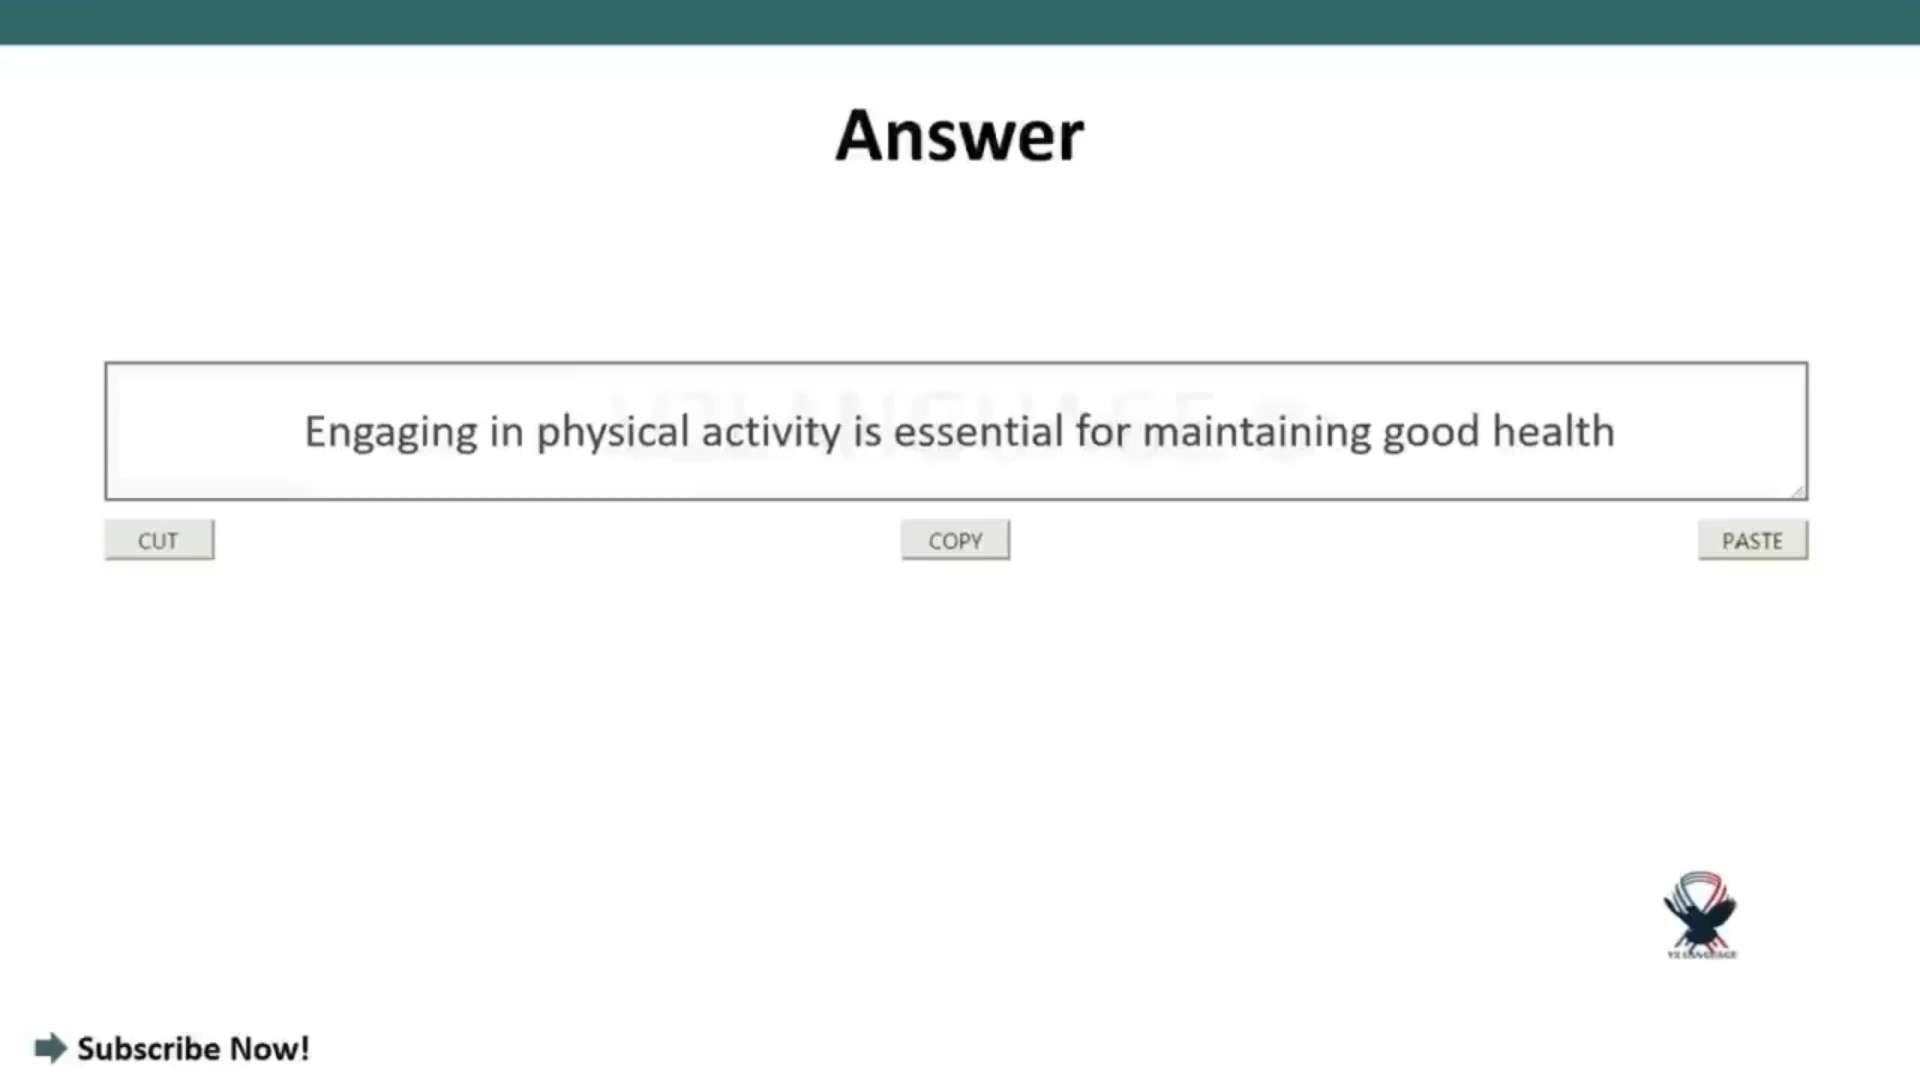 Answer
Engaging in physical activity is essential for maintaining good health
CUT
COPY
PASTE
Subscribe Now!